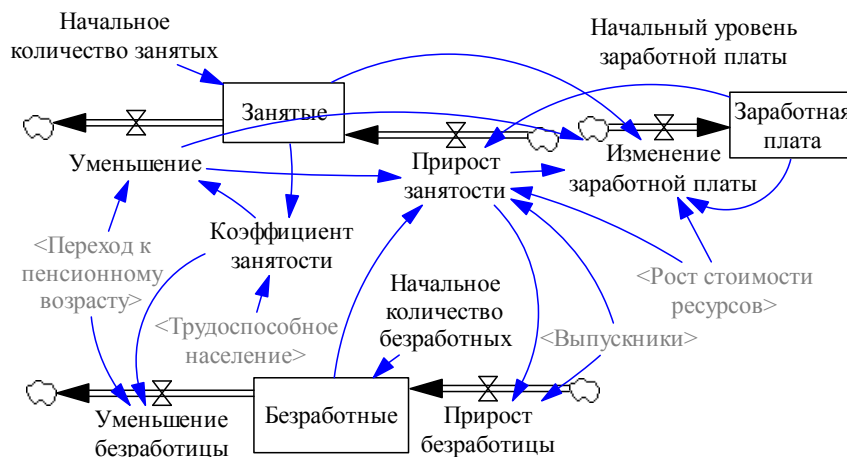 Начальное
количество занятых
Начальный уровень
заработной платы
Занятые
Заработная
плата
Уменьшение
Прирост
занятости
Изменение
заработной платы
<Переход к
пенсионному
возрасту>
Коэффициент
занятости
<Трудоспособное
население>
Начальное
количество
безработных
<Рост стоимости
ресурсов>
<Выпускники>
Уменьшение
безработицы
Безработные
Прирост
безработицы